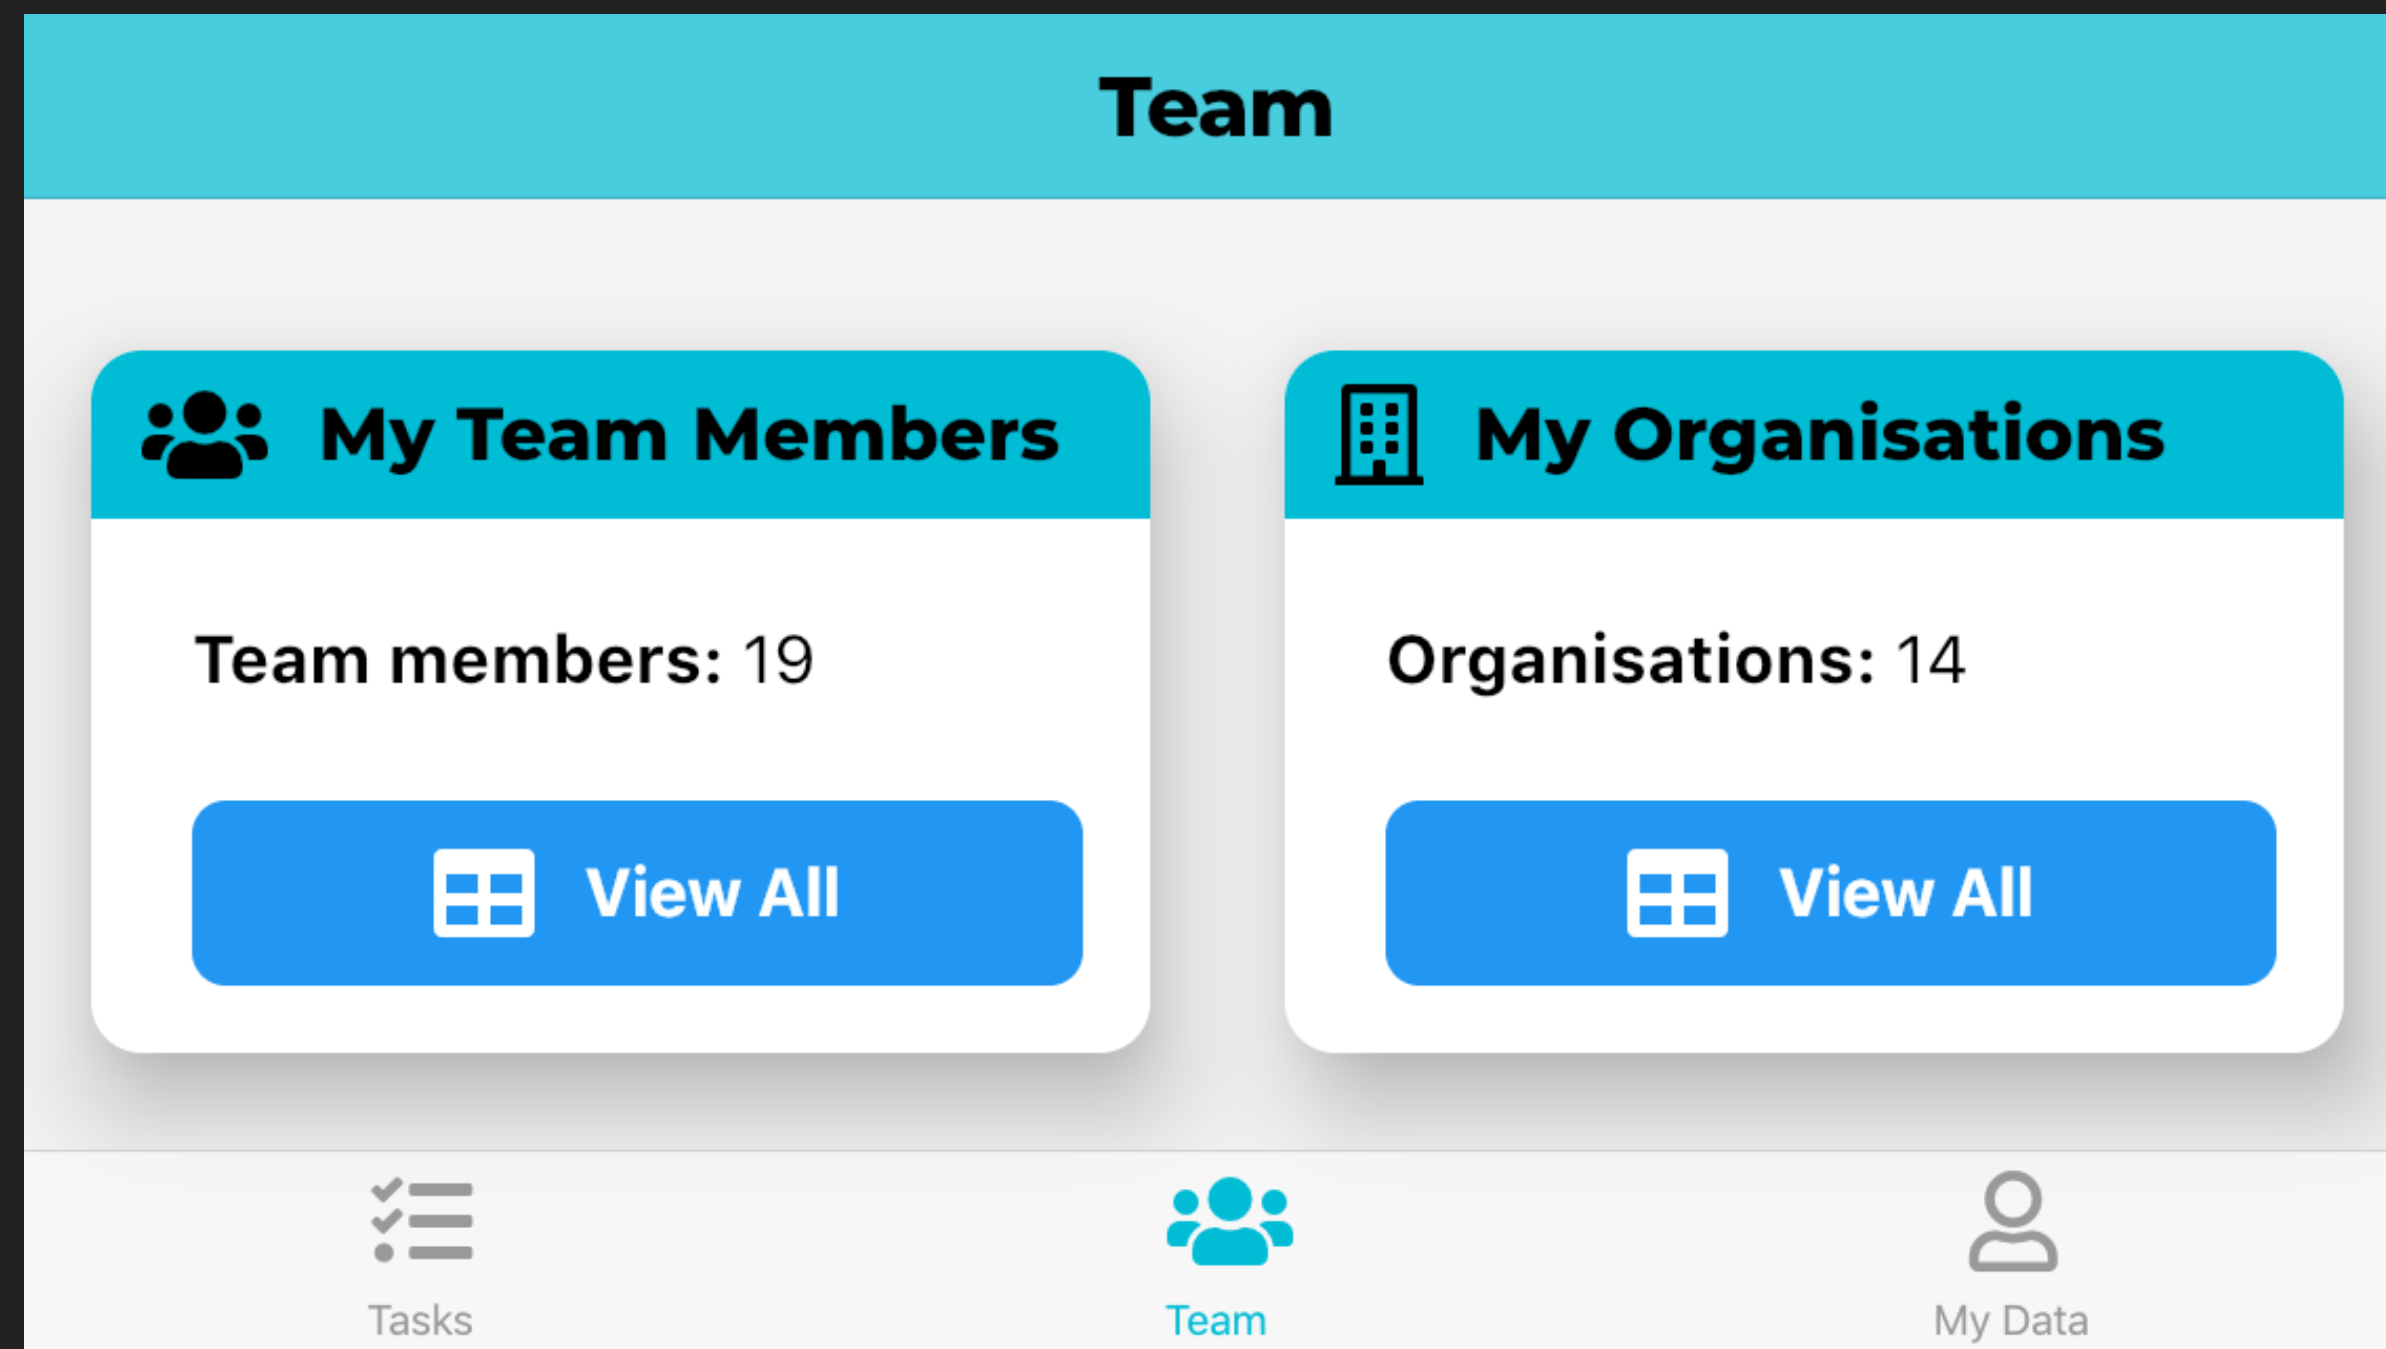 Team
My Team Members
Team members: 19
View All
My Organisations
Organisations: 14
View All
Tasks
Team
My Data